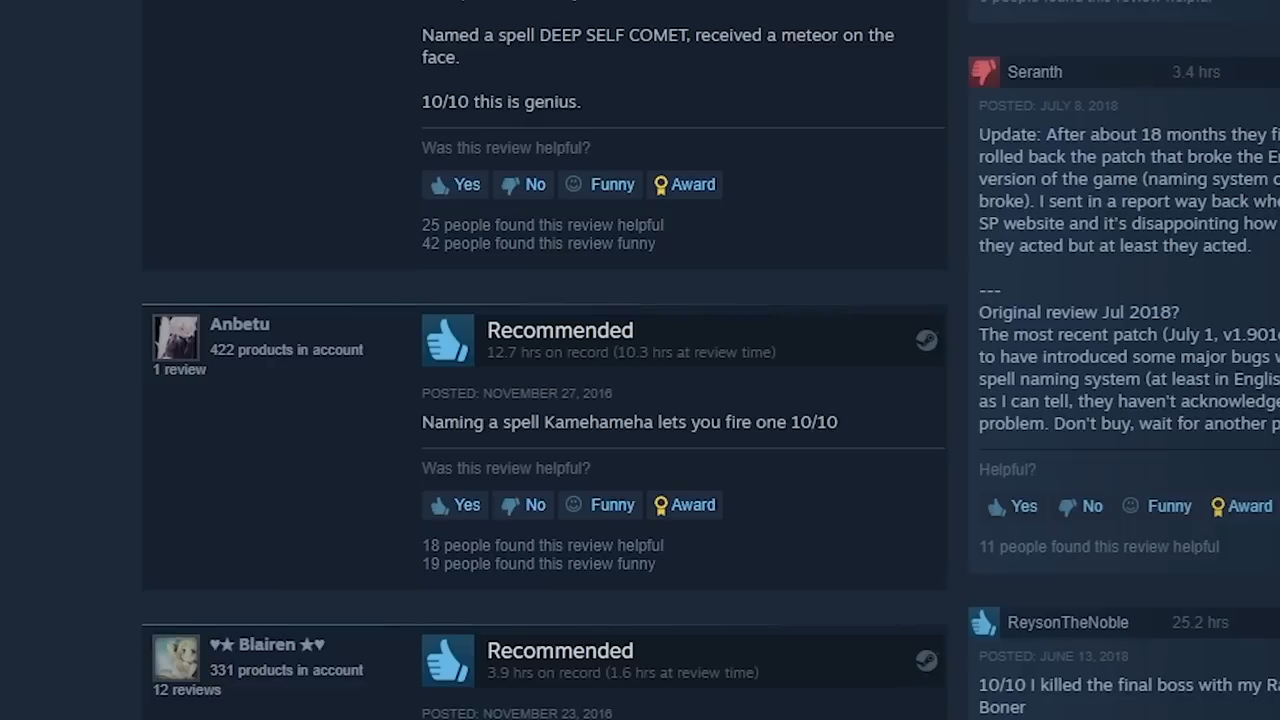 Named a spell DEEP SELF COMET, received a meteor on the
face.
10/10 this is genius.
Was this review helpful?
Yes No Funny Award
25 people found this review helpful
42 people found this review funny
Anbetu
422 products in account
1 review
Recommended
12.7 hrs on record (10.3 hrs at review time)
POSTED: NOVEMBER 27, 2016
Naming a spell Kamehameha lets you fire one 10/10
Was this review helpful?
Yes No Funny Award
18 people found this review helpful
19 people found this review funny
♥★ Blairen ★♥
331 products in account
12 reviews
Recommended
3.9 hrs on record (1.6 hrs at review time)
POSTED: NOVEMBER 23, 2016
Seranth 3.4 hrs
POSTED: JULY 8, 2018
Update: After about 18 months they
rolled back the patch that broke the
version of the game (naming system
broke). I sent in a report way back
SP website and it's disappointing how
they acted but at least they acted.
---
Original review Jul 2018?
The most recent patch (July 1,
to have introduced some major bugs
spell naming system (at least in
as I can tell, they haven't
problem. Don't buy, wait for another
Helpful?
Yes No Funny Award
11 people found this review helpful
ReysonTheNoble 25.2 hrs
POSTED: JUNE 13, 2018
10/10 I killed the final boss with my
Boner